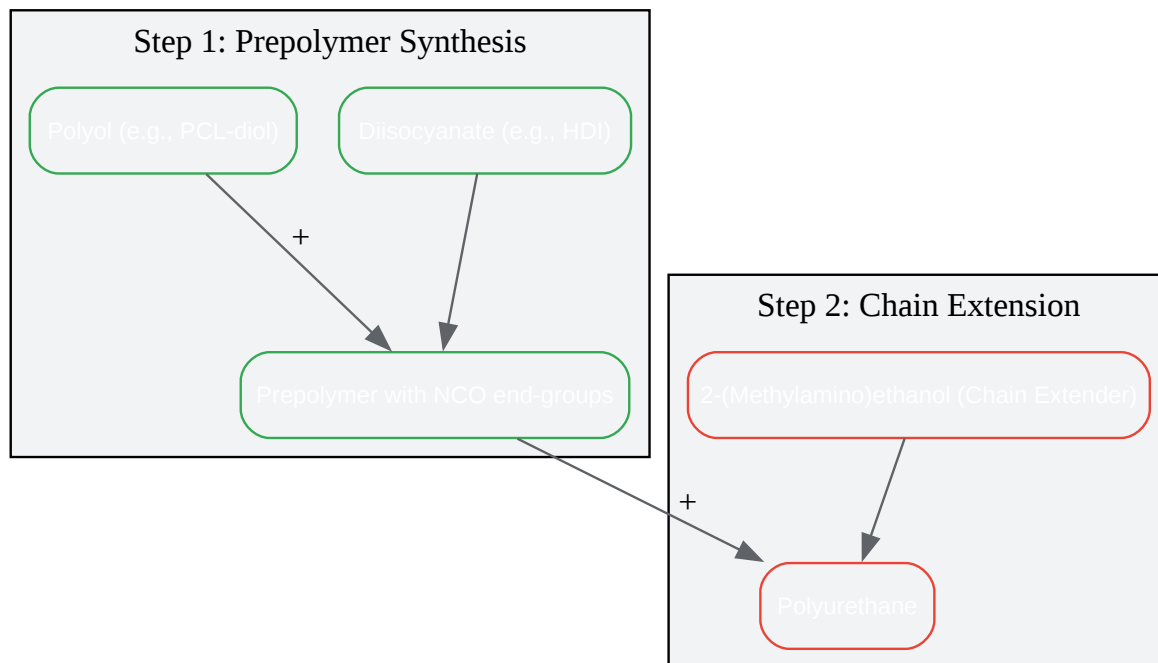 Step 1: Prepolymer Synthesis
Polyol (e.g., PCL-diol)
Diisocyanate (e.g., HDI)
+
Prepolymer with NCO end-groups
Step 2: Chain Extension
2-(Methylamino)ethanol (Chain Extender)
+
Polyurethane